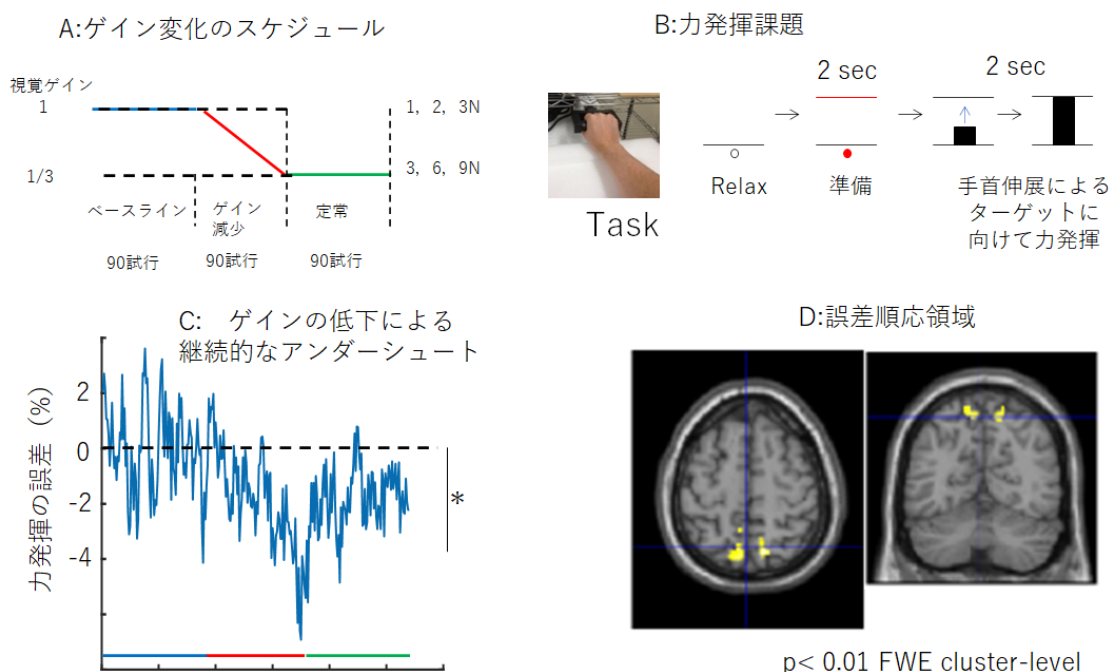 A:ゲイン変化のスケジュール
視覚ゲイン
1
1/3
1, 2, 3N
3, 6, 9N
ベースライン
ゲイン
減少
定常
90試行
90試行
90試行
B:力発揮課題
2 sec
2 sec
Task
Relax
準備
手首伸展による
ターゲットに
向けて力発揮
C: ゲインの低下による
継続的なアンダーシュート
力発揮の誤差 (%)
2
0
-2
-4
*
D:誤差順応領域
p< 0.01 FWE cluster-level